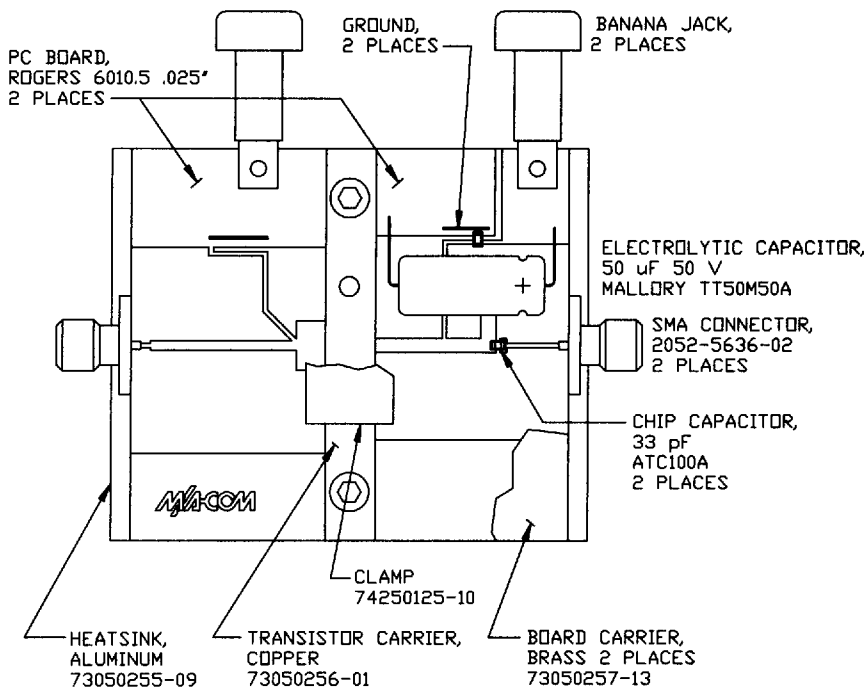 GROUND,
2 PLACES
BANANA JACK,
2 PLACES
PC BOARD,
ROGERS 6010.5 .025"
2 PLACES
ELECTROLYTIC CAPACITOR,
50 uF 50 V
MALLORY TT50M50A
+
SMA CONNECTOR,
2052-5636-02
2 PLACES
CHIP CAPACITOR,
33 pF
ATC100A
2 PLACES
M/A-COM
CLAMP
74250125-10
HEATSINK,
ALUMINUM
73050255-09
TRANSISTOR CARRIER,
COPPER
73050256-01
BOARD CARRIER,
BRASS 2 PLACES
73050257-13